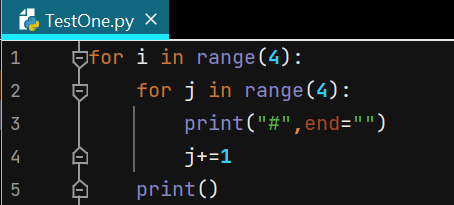 TestOne.py ×
1 for i in range(4):
2     for j in range(4):
3         print("#",end="")
4         j+=1
5     print()